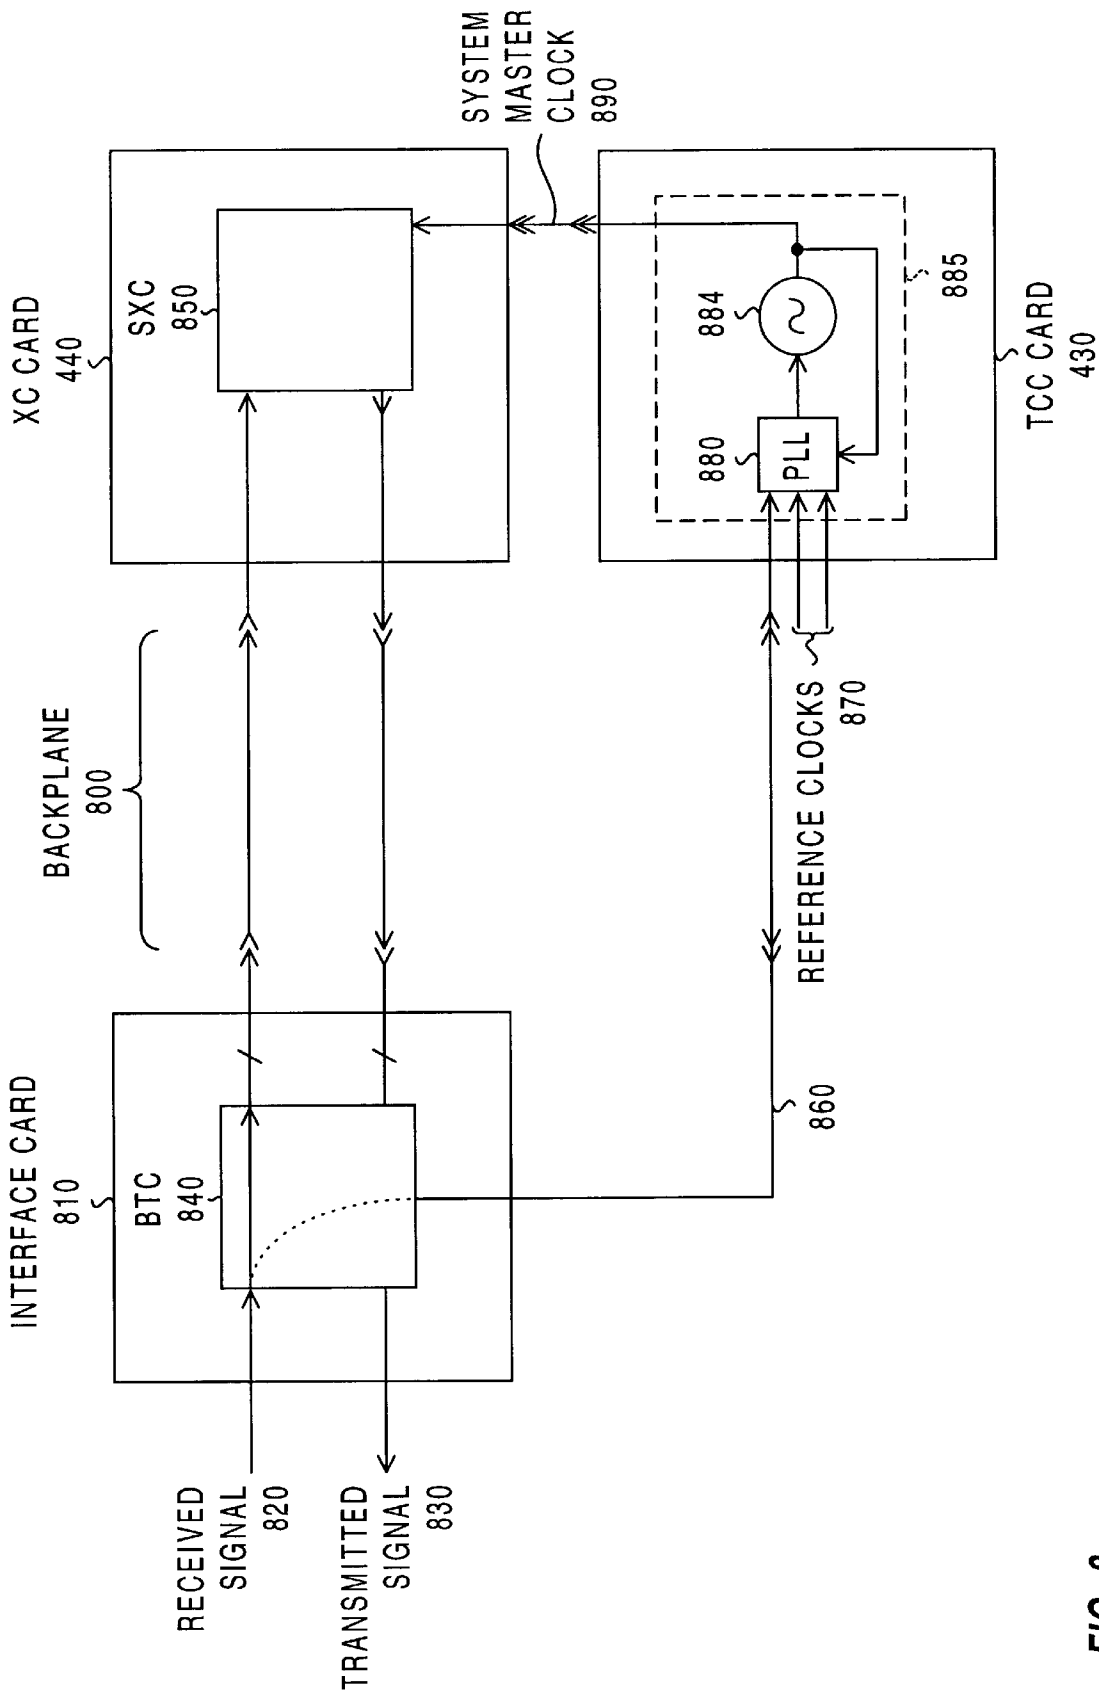 INTERFACE CARD
810
BACKPLANE
800
XC CARD
440
BTC
840
SXC
850
RECEIVED
SIGNAL
820
TRANSMITTED
SIGNAL
830
SYSTEM
MASTER
CLOCK
890
880
884
PLL
885
860
REFERENCE CLOCKS
870
TCC CARD
430
FIG.